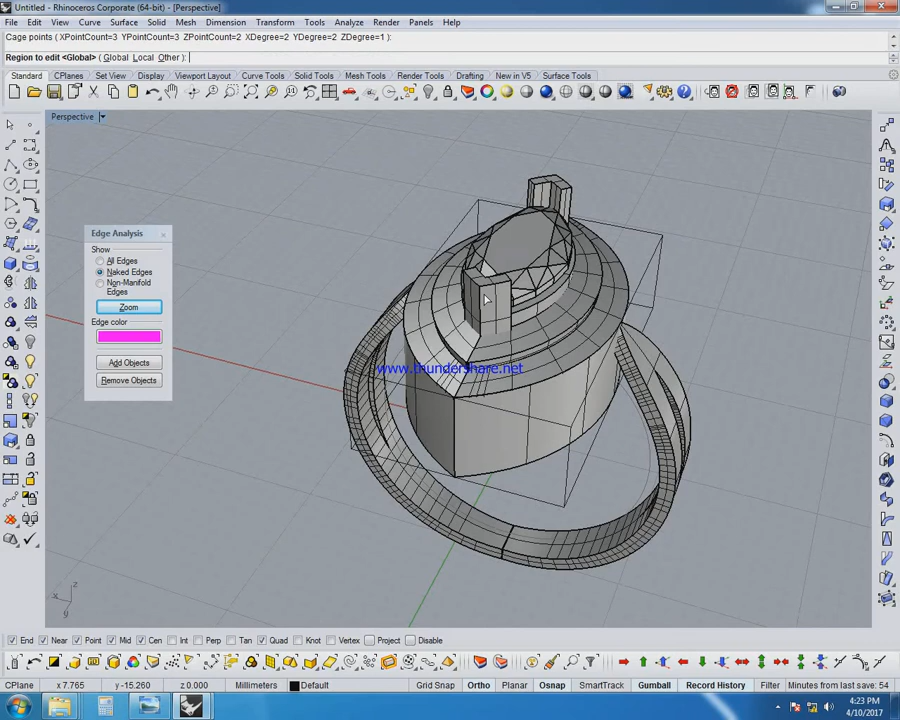 Untitled - Rhinoceros Corporate (64-bit) - [Perspective]
File Edit View Curve Surface Solid Mesh Dimension Transform Tools Analyze Render Panels Help
Cage points ( XPointCount=3 YPointCount=3 ZPointCount=2 XDegree=2 YDegree=2 ZDegree=1 ):
Region to edit <Global> ( Global Local Other ):
Standard CPlanes Set View Display Viewport Layout Curve Tools Solid Tools Mesh Tools Render Tools Drafting New in V5 Surface Tools
Perspective
Edge Analysis
Show
All Edges
Naked Edges
Non-Manifold
Edges
Zoom
Edge color
Add Objects
Remove Objects
www.thundershare.net
z
x
y
End Near Point Mid Cen Int Perp Tan Quad Knot Vertex Project Disable
CPlane x 7.765 y -15.260 z 0.000 Millimeters Default Grid Snap Ortho Planar Osnap SmartTrack Gumball Record History Filter Minutes from last save: 54
4:23 PM
4/10/2017